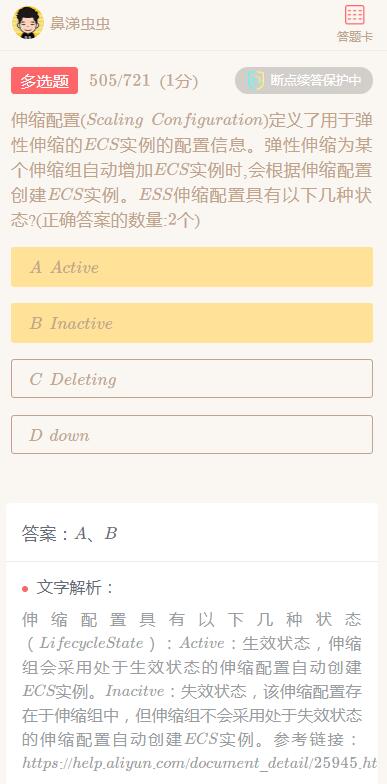 鼻涕虫虫
答题卡
多选题 505/721 (1分) 断点续答保护中
伸缩配置(Scaling Configuration)定义了用于弹
性伸缩的ECS实例的配置信息。弹性伸缩为某
个伸缩组自动增加ECS实例时,会根据伸缩配置
创建ECS实例。ESS伸缩配置具有以下几种状
态?(正确答案的数量:2个)
A Active
B Inactive
C Deleting
D down
答案：A、B
文字解析：
伸缩配置具有以下几种状态
（LifecycleState）：Active：生效状态，伸缩
组会采用处于生效状态的伸缩配置自动创建
ECS实例。Inacitve：失效状态，该伸缩配置存
在于伸缩组中，但伸缩组不会采用处于失效状态
的伸缩配置自动创建ECS实例。参考链接：
https://help.aliyun.com/document_detail/25945.ht